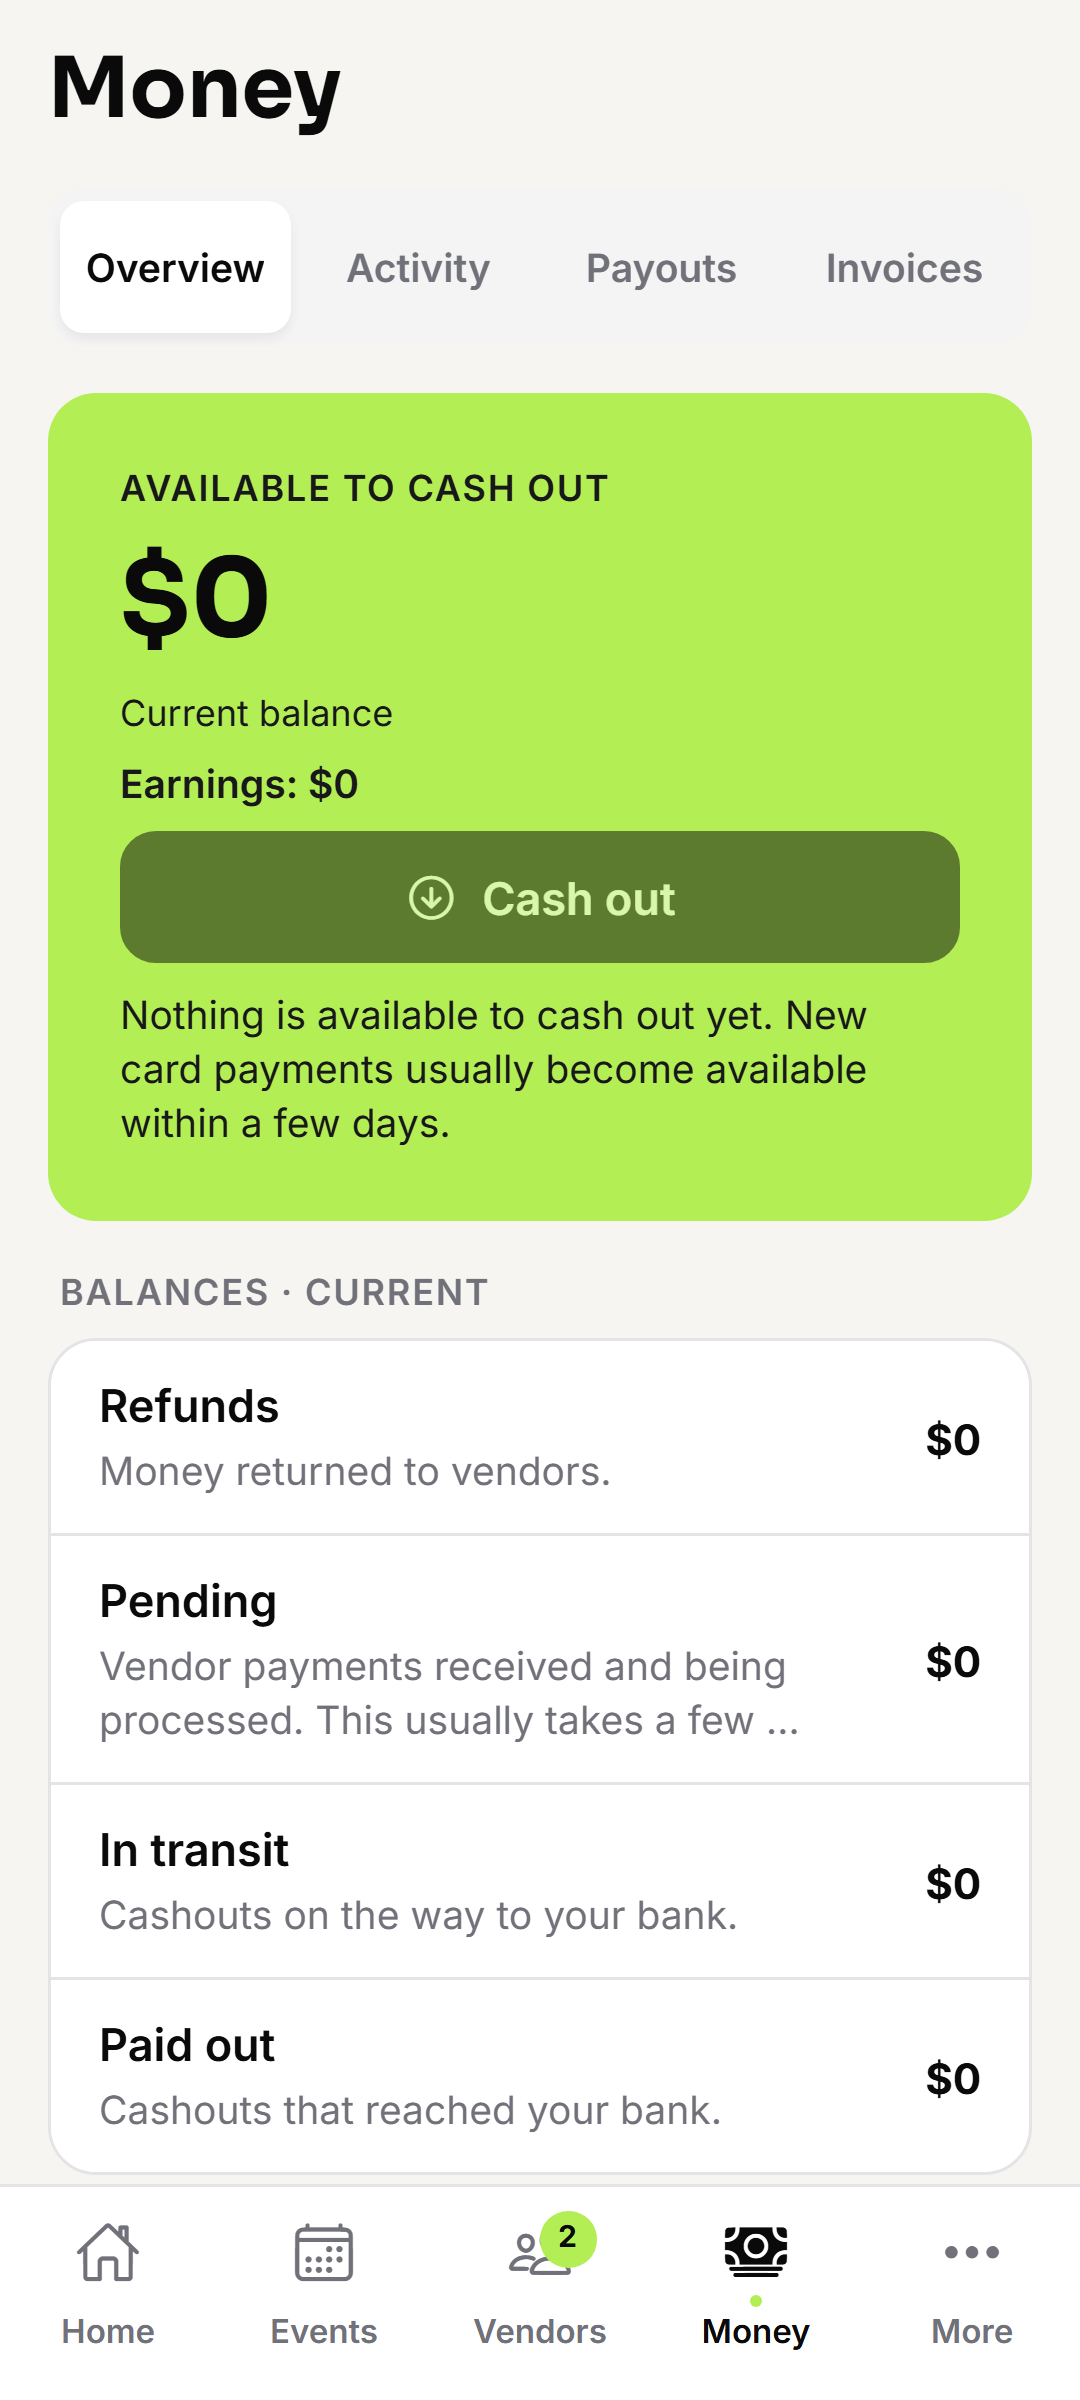 Money
Overview
Activity
Payouts
Invoices
AVAILABLE TO CASH OUT
$0
Current balance
Earnings: $0
Cash out
Nothing is available to cash out yet. New
card payments usually become available
within a few days.
BALANCES · CURRENT
Refunds
Money returned to vendors.
$0
Pending
Vendor payments received and being
processed. This usually takes a few ...
$0
In transit
Cashouts on the way to your bank.
$0
Paid out
Cashouts that reached your bank.
$0
2
Home
Events
Vendors
Money
More